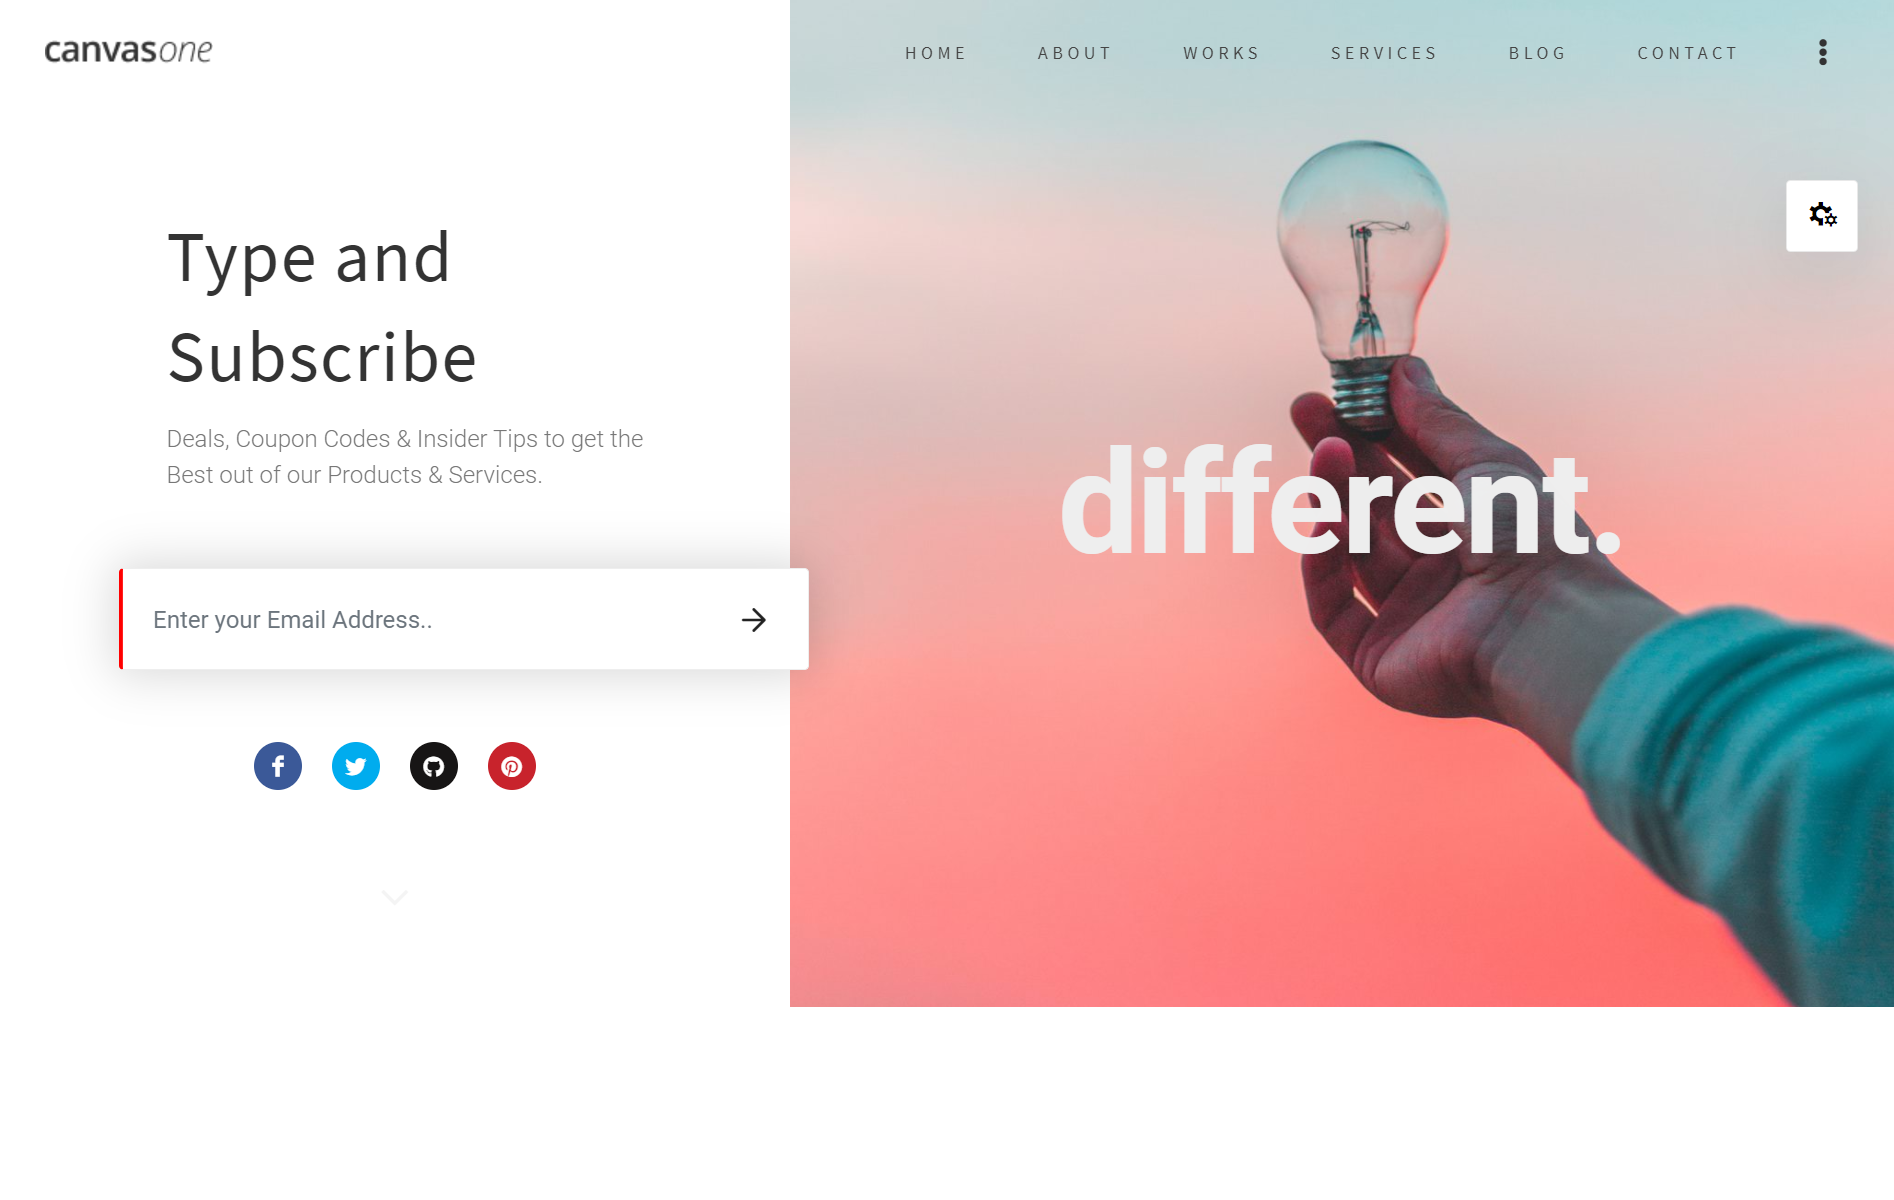 canvasone
HOME ABOUT WORKS SERVICES BLOG CONTACT
Type and
Subscribe
Deals, Coupon Codes & Insider Tips to get the
Best out of our Products & Services.
different.
Enter your Email Address..